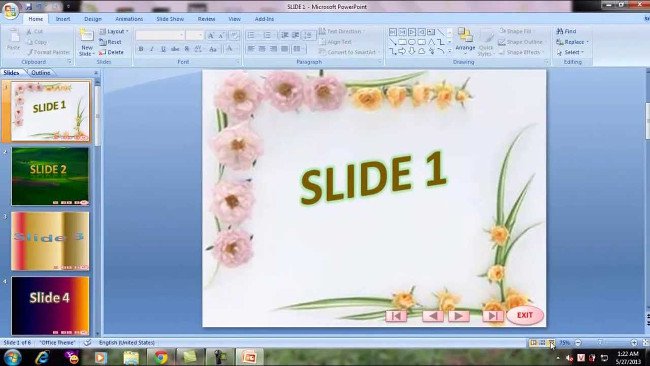 SLIDE 1 - Microsoft PowerPoint
Home Insert Design Animations Slide Show Review View Add-Ins
Cut
Copy
Paste
Format Painter
Clipboard
New Slide
Layout
Reset
Delete
Slides
Font
Text Direction
Align Text
Convert to SmartArt
Paragraph
Arrange
Quick Styles
Shape Fill
Shape Outline
Shape Effects
Drawing
Find
Replace
Select
Editing
Slides Outline
SLIDE 1
2
SLIDE 2
3
Slide 3
4
Slide 4
SLIDE 1
EXIT
Slide 1 of 6 "Office Theme" English (United States) 75%
1:22 AM
5/27/2013